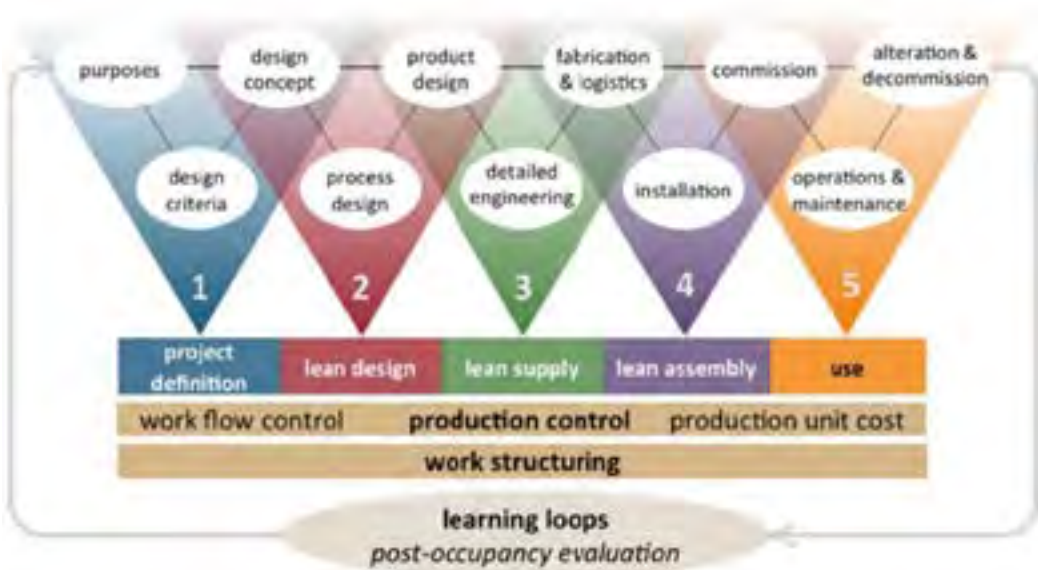 purposes
design
concept
product
design
fabrication
& logistics
commission
alteration &
decommission
design
criteria
process
design
detailed
engineering
installation
operations &
maintenance
1
2
3
4
5
project
definition
lean design
lean supply
lean assembly
use
work flow control
production control
production unit cost
work structuring
learning loops
post-occupancy evaluation